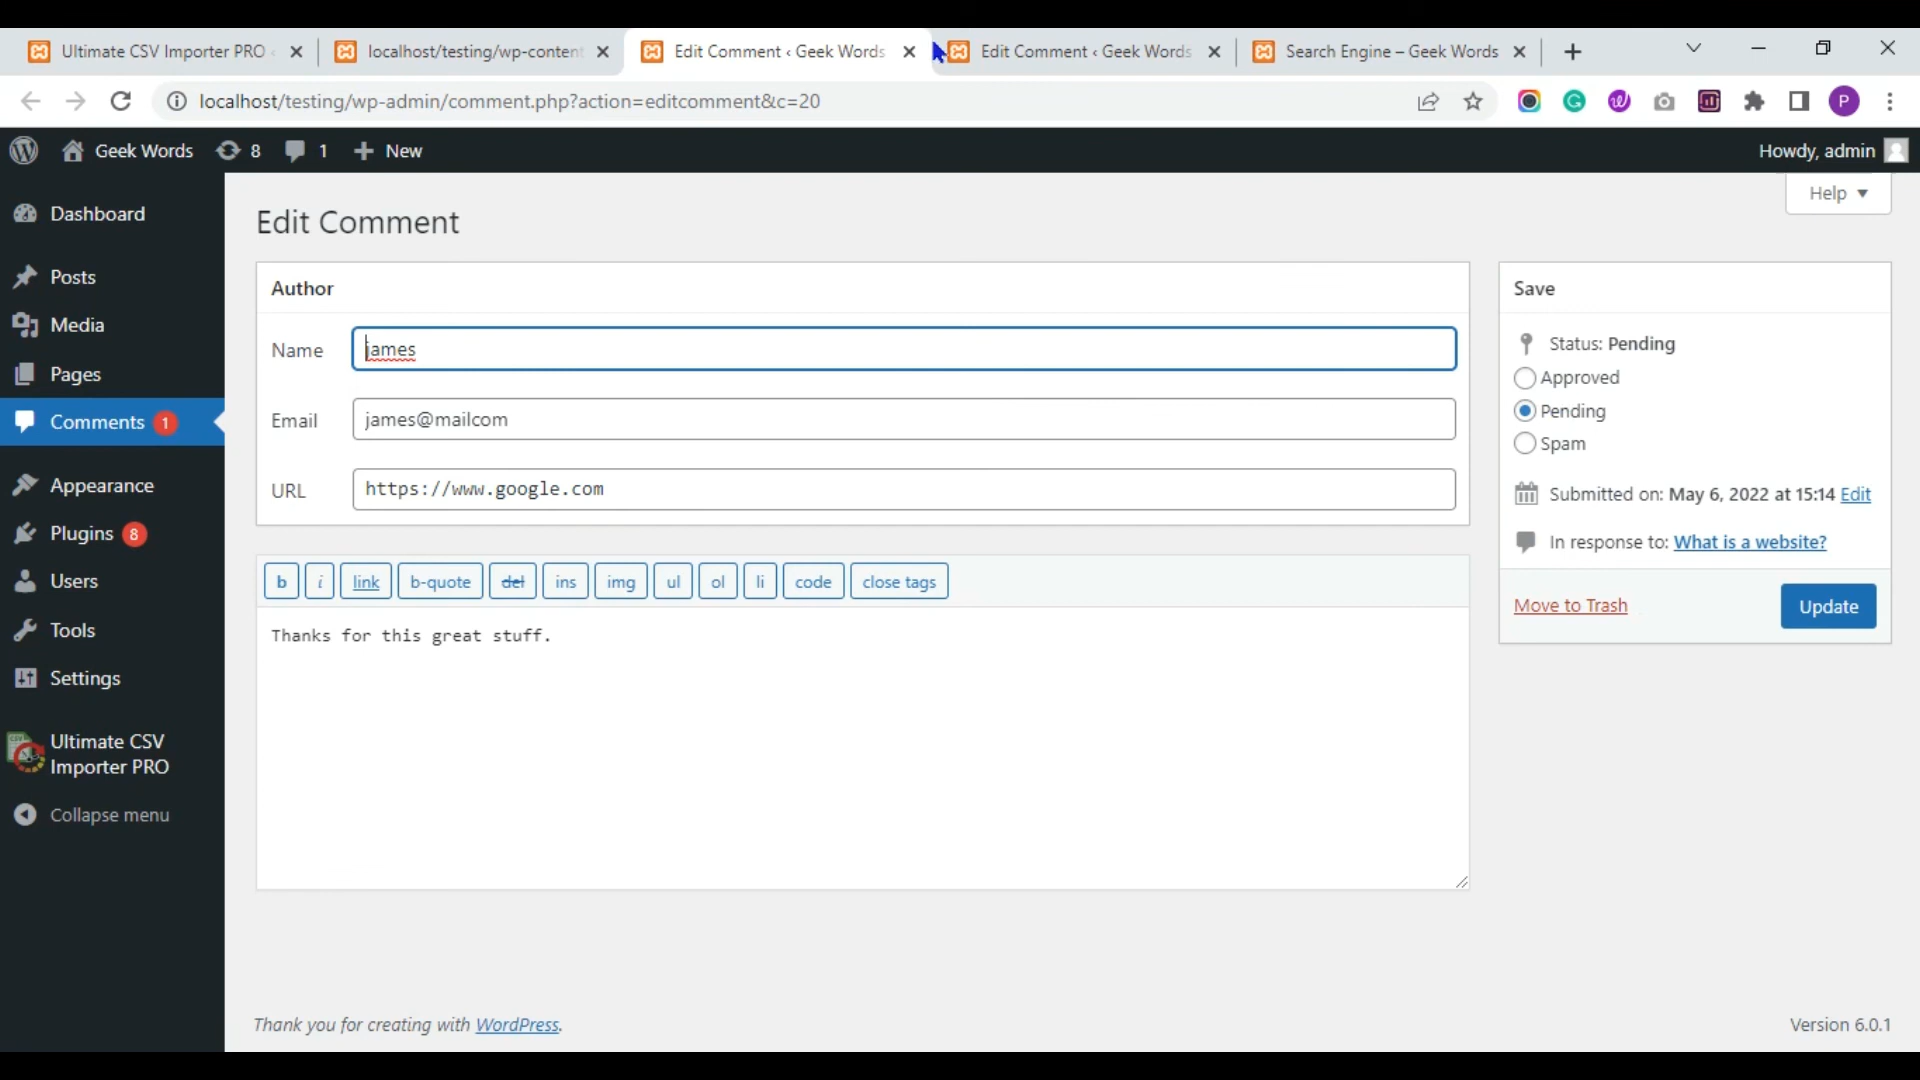 Ultimate CSV Importer PRO
localhost/testing/wp-content
Edit Comment ‹ Geek Words
Edit Comment ‹ Geek Words
Search Engine – Geek Words
localhost/testing/wp-admin/comment.php?action=editcomment&c=20
P
Geek Words
8
1
New
Howdy, admin
Help
Dashboard
Posts
Media
Pages
Comments 1
Appearance
Plugins 8
Users
Tools
Settings
Ultimate CSV
Importer PRO
Collapse menu
Edit Comment
Author
Name
james
Email
james@mailcom
URL
https://www.google.com
b
i
link
b-quote
del
ins
img
ul
ol
li
code
close tags
Thanks for this great stuff.
Save
Status: Pending
Approved
Pending
Spam
Submitted on: May 6, 2022 at 15:14 Edit
In response to: What is a website?
Move to Trash
Update
Thank you for creating with WordPress.
Version 6.0.1